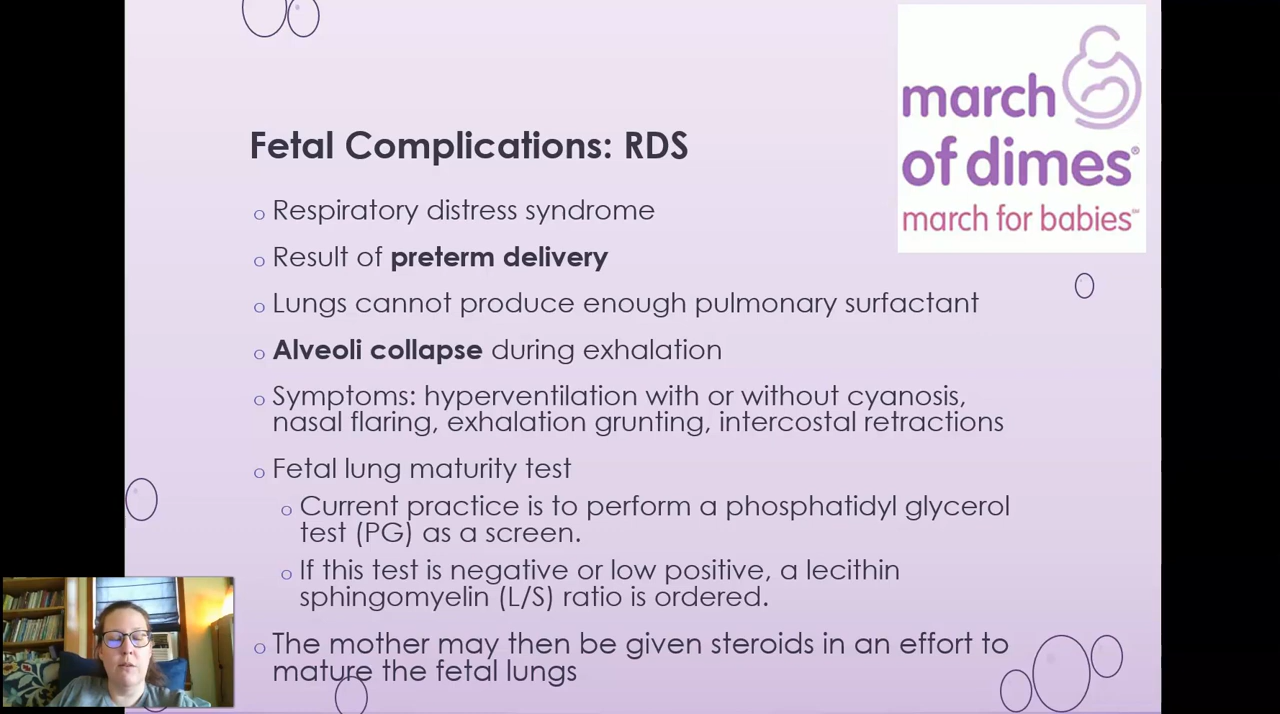 march
of dimes®
march for babies℠
Fetal Complications: RDS
o Respiratory distress syndrome
o Result of preterm delivery
o Lungs cannot produce enough pulmonary surfactant
o Alveoli collapse during exhalation
o Symptoms: hyperventilation with or without cyanosis,
nasal flaring, exhalation grunting, intercostal retractions
o Fetal lung maturity test
o Current practice is to perform a phosphatidyl glycerol
test (PG) as a screen.
o If this test is negative or low positive, a lecithin
sphingomyelin (L/S) ratio is ordered.
o The mother may then be given steroids in an effort to
mature the fetal lungs